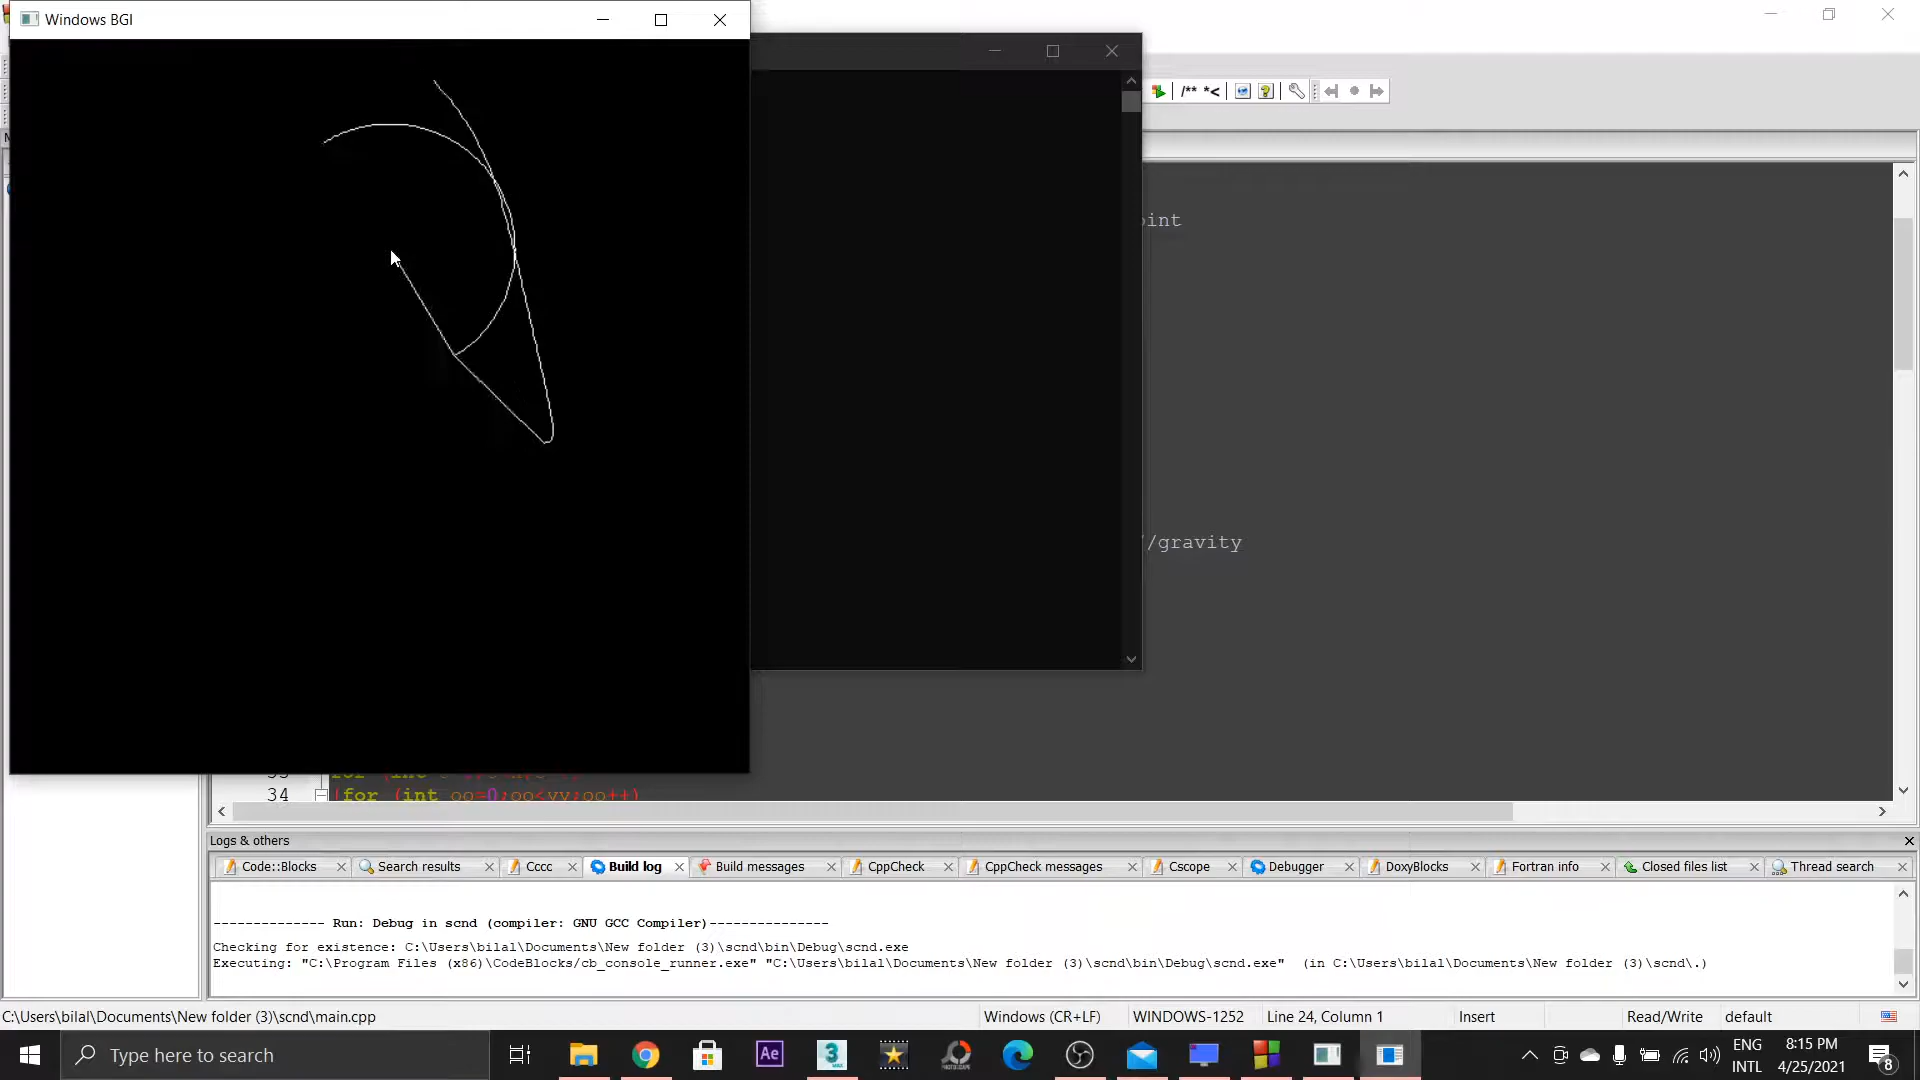 Windows BGI
/** *<
oint
//gravity
34
for (int oo=0;oo<vv;oo++)
Logs & others
Code::Blocks
Search results
Cccc
Build log
Build messages
CppCheck
CppCheck messages
Cscope
Debugger
DoxyBlocks
Fortran info
Closed files list
Thread search
-------------- Run: Debug in scnd (compiler: GNU GCC Compiler)---------------
Checking for existence: C:\Users\bilal\Documents\New folder (3)\scnd\bin\Debug\scnd.exe
Executing: "C:\Program Files (x86)\CodeBlocks/cb_console_runner.exe" "C:\Users\bilal\Documents\New folder (3)\scnd\bin\Debug\scnd.exe"  (in C:\Users\bilal\Documents\New folder (3)\scnd\.)
C:\Users\bilal\Documents\New folder (3)\scnd\main.cpp
Windows (CR+LF)
WINDOWS-1252
Line 24, Column 1
Insert
Read/Write
default
Type here to search
Ae
3
ENG
INTL
8:15 PM
4/25/2021
8